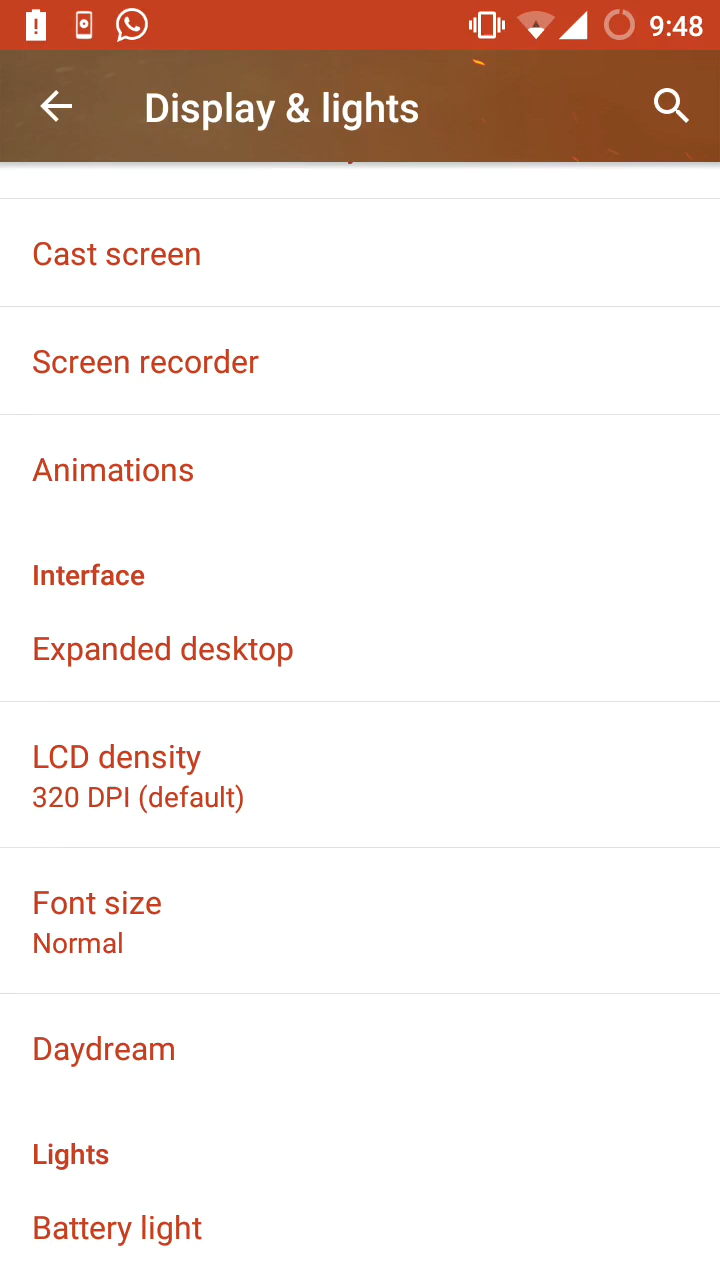 9:48
Display & lights
Cast screen
Screen recorder
Animations
Interface
Expanded desktop
LCD density
320 DPI (default)
Font size
Normal
Daydream
Lights
Battery light